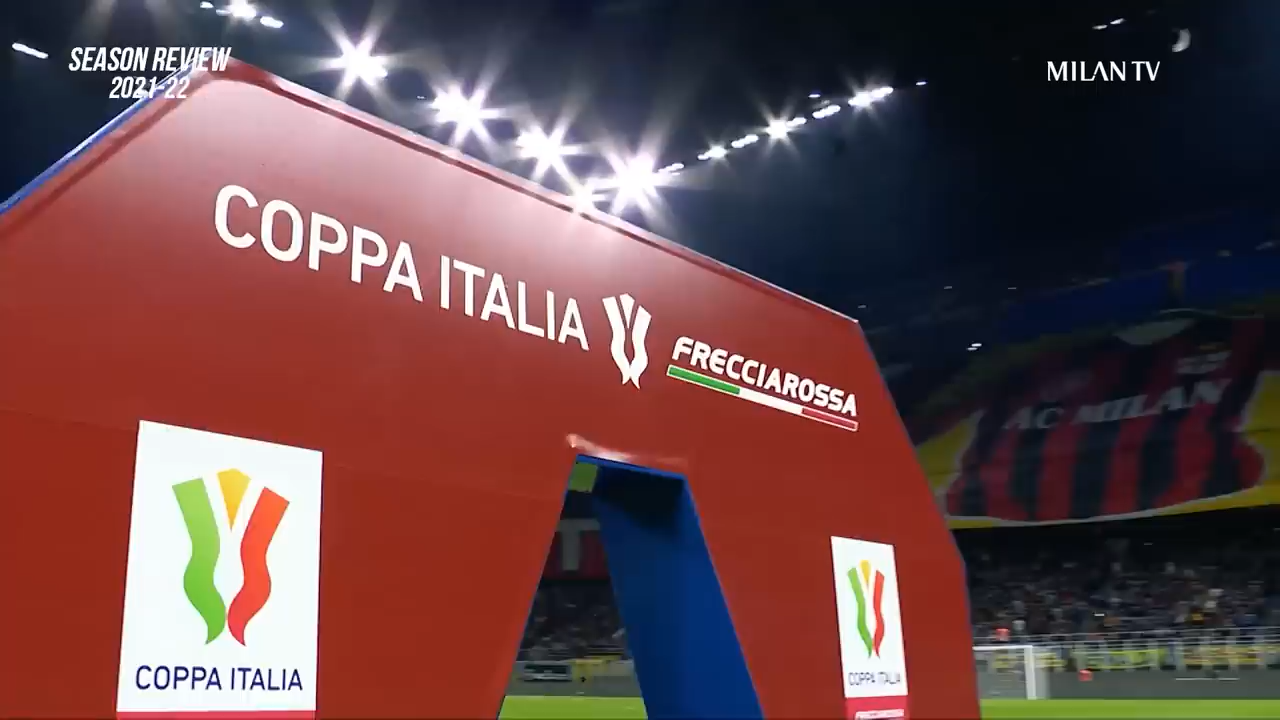 SEASON REVIEW
2021-22
MILAN TV
COPPA ITALIA
FRECCIAROSSA
AC MILAN
COPPA ITALIA
COPPA ITALIA